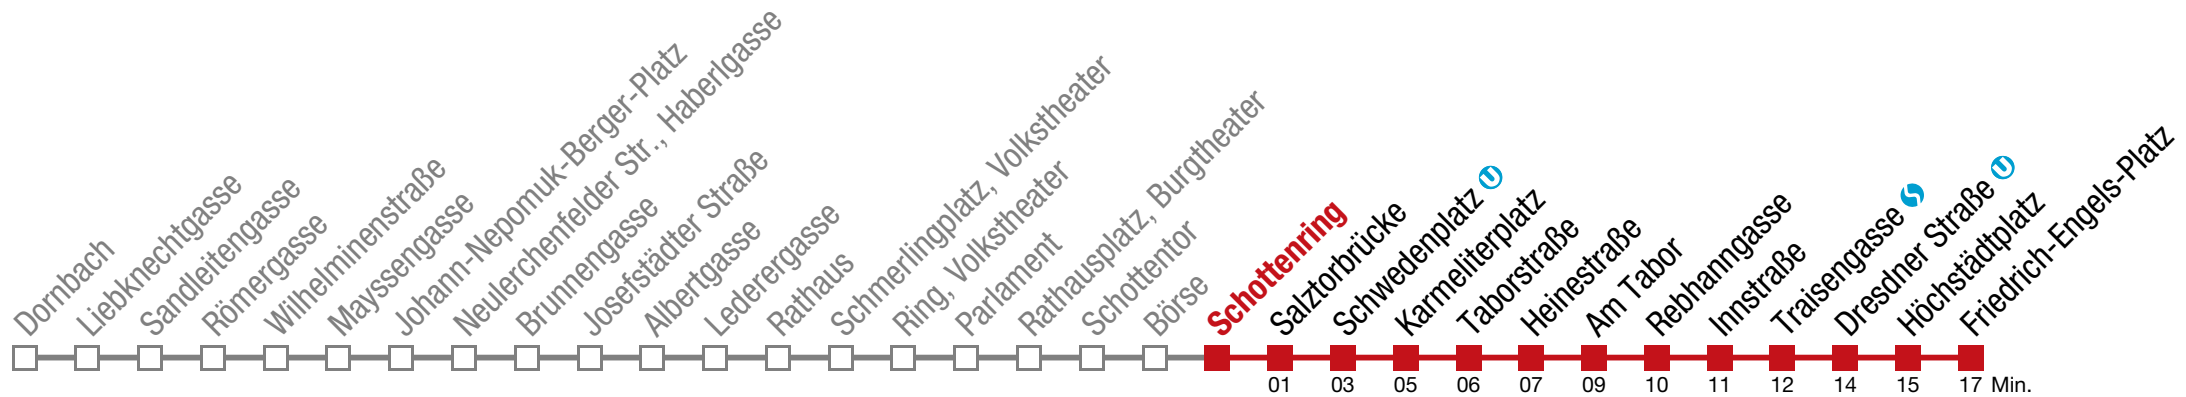 Dornbach
Liebknechtgasse
Sandleitengasse
Römergasse
Wilhelminenstraße
Mayssengasse
Johann-Nepomuk-Berger-Platz
Neulerchenfelder Str., Haberlgasse
Brunnengasse
Josefstädter Straße
Albertgasse
Lederergasse
Rathaus
Schmerlingplatz, Volkstheater
Ring, Volkstheater
Parlament
Rathausplatz, Burgtheater
Schottentor
Börse
Schottenring
Salztorbrücke
Schwedenplatz U
Karmeliterplatz
Taborstraße
Heinestraße
Am Tabor
Rebhanngasse
Innstraße
Traisengasse S
Dresdner Straße U
Höchstädtplatz
Friedrich-Engels-Platz
01 03 05 06 07 09 10 11 12 14 15 17 Min.